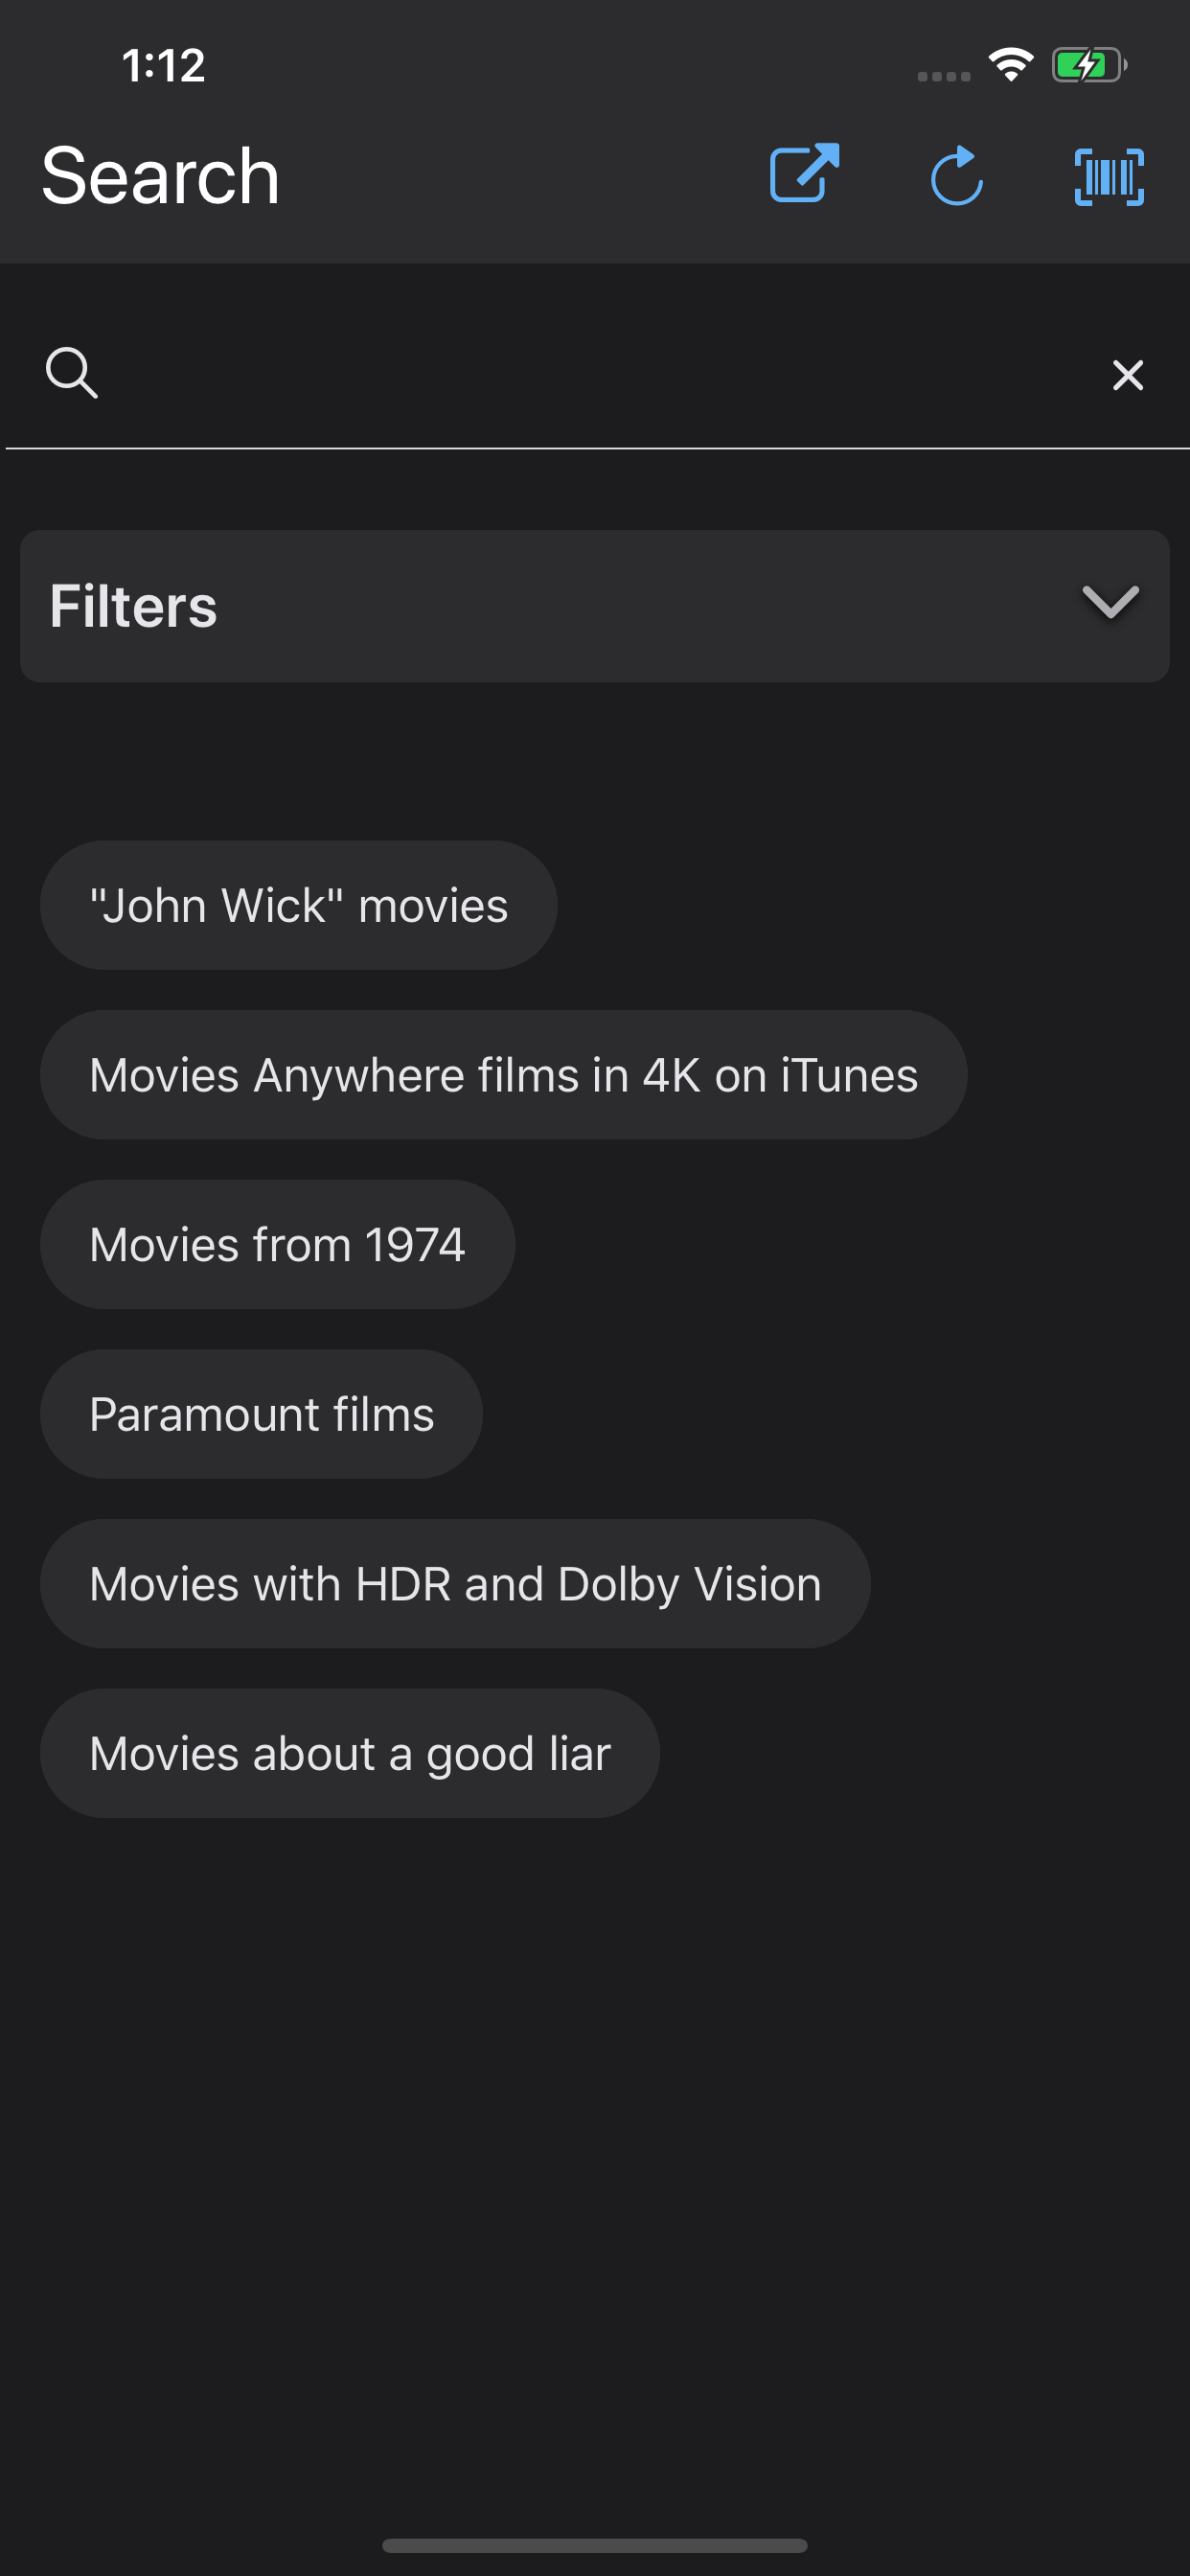 1:12
Search
Filters
"John Wick" movies
Movies Anywhere films in 4K on iTunes
Movies from 1974
Paramount films
Movies with HDR and Dolby Vision
Movies about a good liar